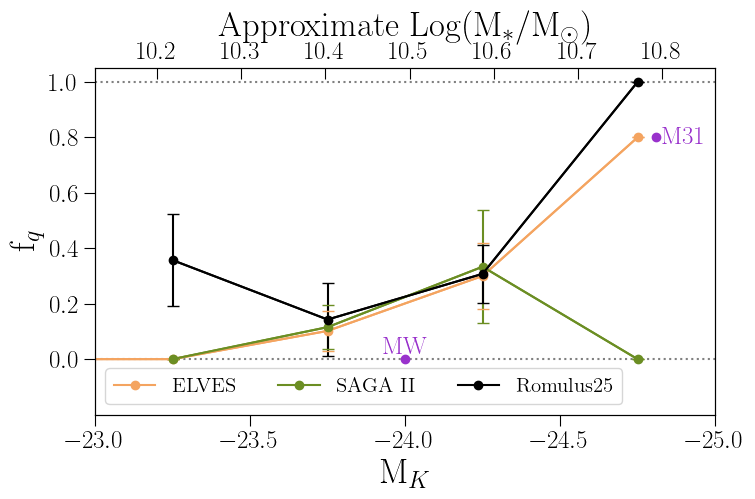 Approximate Log(M*/M⊙)
10.2 10.3 10.4 10.5 10.6 10.7 10.8
1.0
0.8
0.6
0.4
0.2
0.0
f_q
M31
MW
ELVES SAGA II Romulus25
−23.0 −23.5 −24.0 −24.5 −25.0
M_K